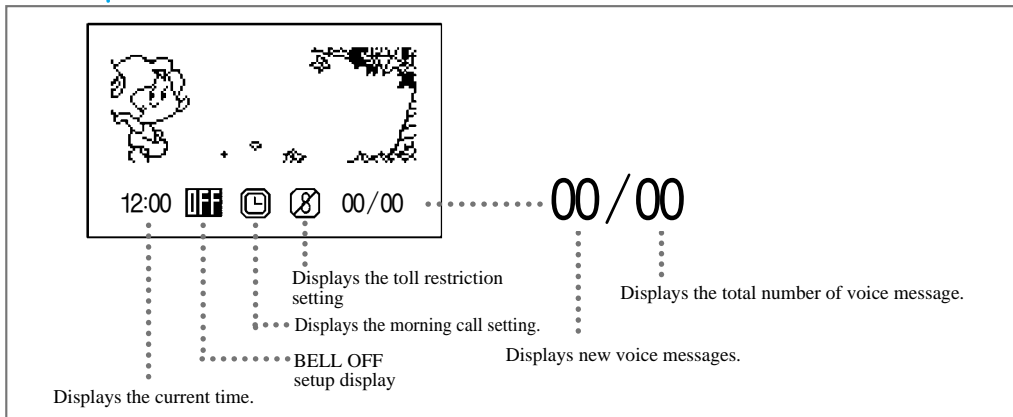 12:00 OFF 00/00
00/00
Displays the toll restriction
setting
Displays the total number of voice message.
Displays the morning call setting.
Displays new voice messages.
BELL OFF
setup display
Displays the current time.